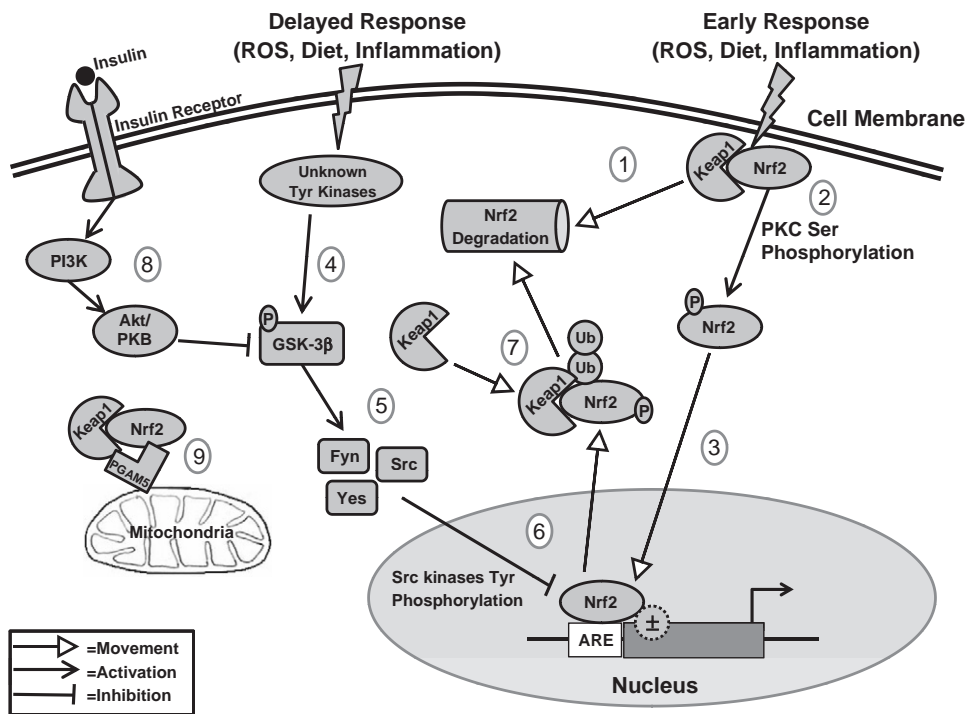 Delayed Response
(ROS, Diet, Inflammation)
Early Response
(ROS, Diet, Inflammation)
Insulin
Insulin Receptor
Cell Membrane
Unknown
Tyr Kinases
1
Keap1
Nrf2
2
PKC Ser
Phosphorylation
Nrf2
Degradation
PI3K
8
4
Akt/
PKB
P
GSK-3β
Keap1
7
Ub
Ub
Keap1
Nrf2
P
P
Nrf2
5
3
Keap1
Nrf2
PGAM5
9
Mitochondria
Fyn
Src
Yes
6
Src kinases Tyr
Phosphorylation
Nrf2
±
ARE
Nucleus
=Movement
=Activation
=Inhibition